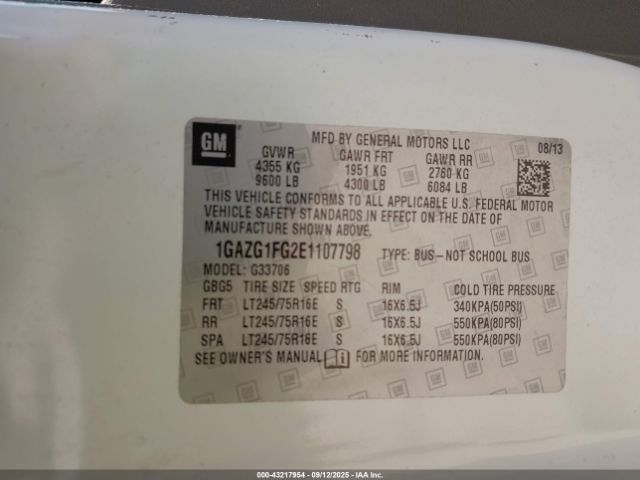 GM
MFD BY GENERAL MOTORS LLC
08/13
GVWR GAWR FRT GAWR RR
4355 KG 1951 KG 2760 KG
9600 LB 4300 LB 6084 LB
THIS VEHICLE CONFORMS TO ALL APPLICABLE U.S. FEDERAL MOTOR
VEHICLE SAFETY STANDARDS IN EFFECT ON THE DATE OF
MANUFACTURE SHOWN ABOVE.
1GAZG1FG2E1107798 TYPE: BUS-NOT SCHOOL BUS
MODEL: G33706
GBG5 TIRE SIZE SPEED RTG RIM COLD TIRE PRESSURE
FRT LT245/75R16E S 16X6.5J 340KPA(50PSI)
RR LT245/75R16E S 16X6.5J 550KPA(80PSI)
SPA LT245/75R16E S 16X6.5J 550KPA(80PSI)
SEE OWNER'S MANUAL FOR MORE INFORMATION.
000-43217954 - 09/12/2025 - IAA Inc.